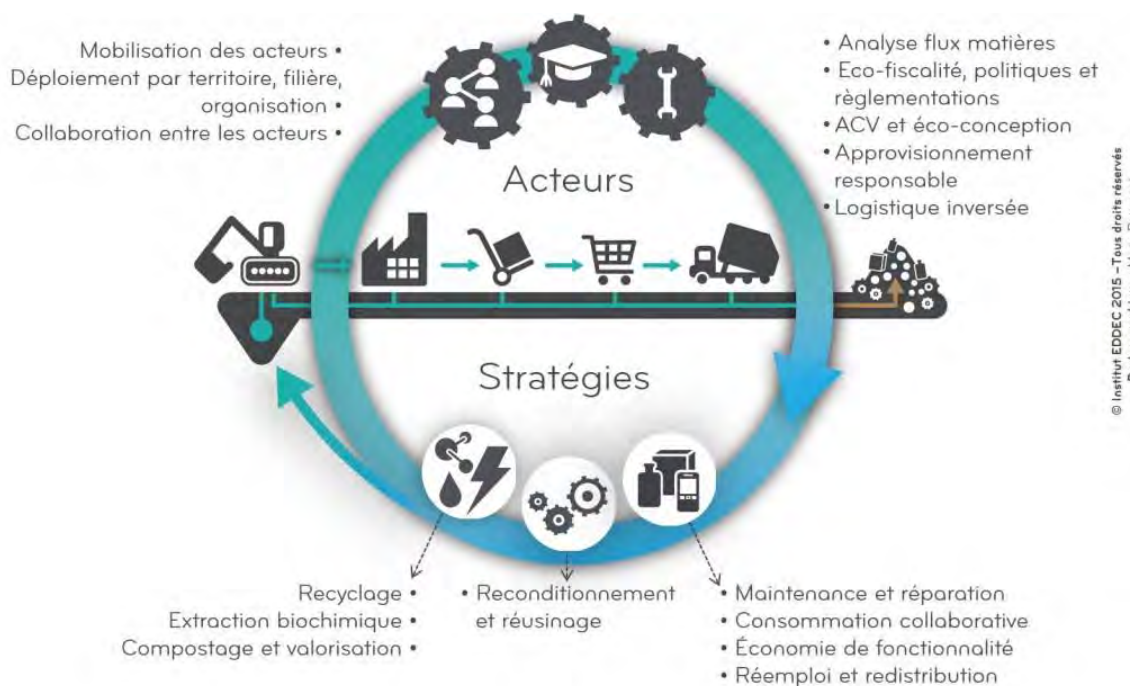 Mobilisation des acteurs •
Déploiement par territoire, filière,
organisation •
Collaboration entre les acteurs •
• Analyse flux matières
• Eco-fiscalité, politiques et
règlementations
• ACV et éco-conception
• Approvisionnement
responsable
• Logistique inversée
Acteurs
Stratégies
Recyclage •
Extraction biochimique •
Compostage et valorisation •
• Reconditionnement
et réusinage
• Maintenance et réparation
• Consommation collaborative
• Économie de fonctionnalité
• Réemploi et redistribution
© Institut EDDEC 2015 – Tous droits réservés